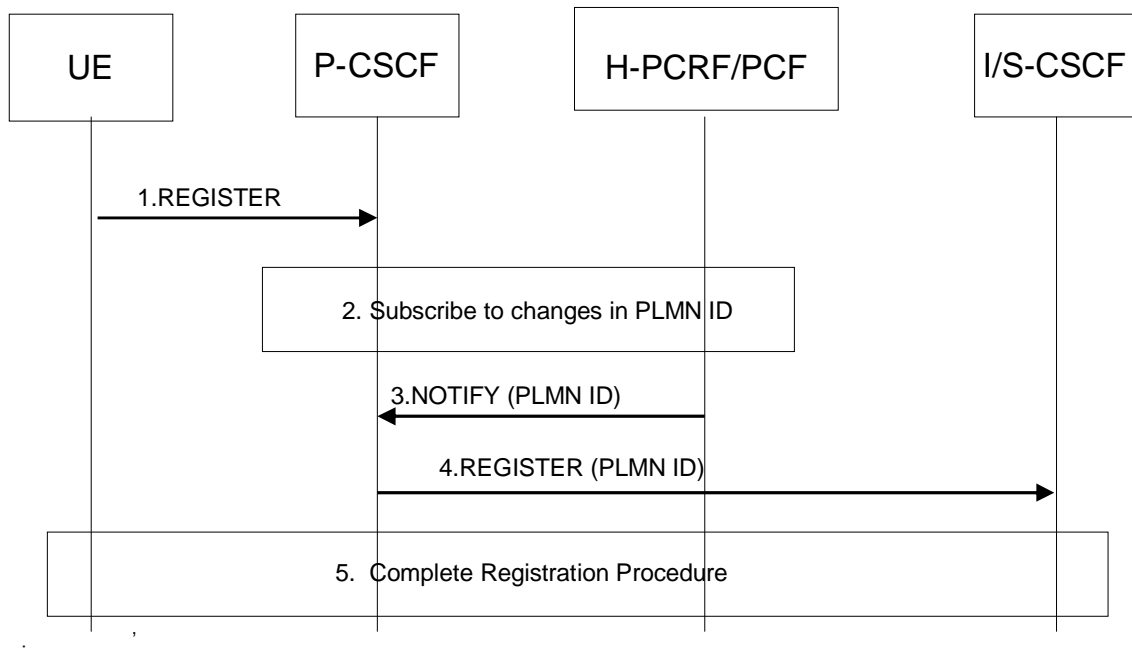 UE
P-CSCF
H-PCRF/PCF
I/S-CSCF
1.REGISTER
2. Subscribe to changes in PLMN ID
3.NOTIFY (PLMN ID)
4.REGISTER (PLMN ID)
5. Complete Registration Procedure